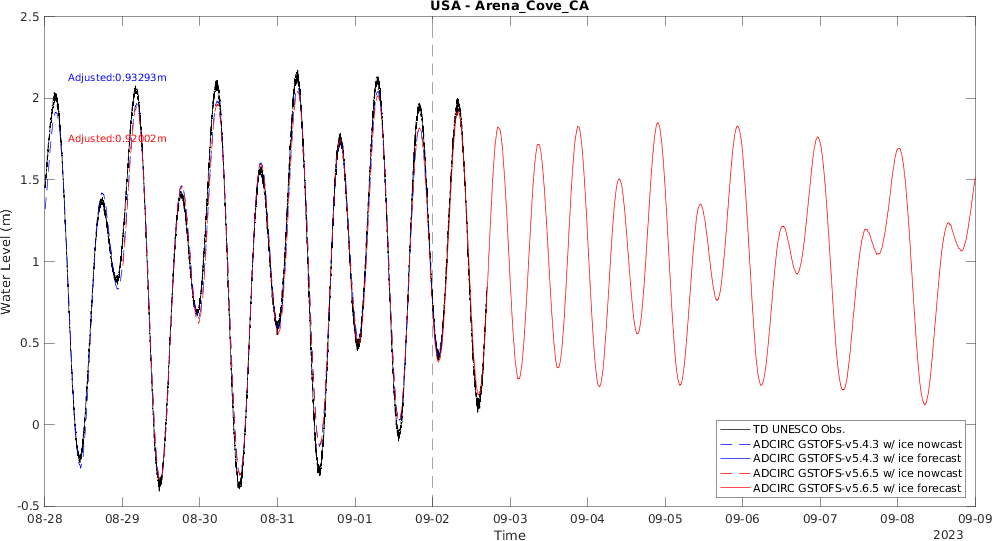 USA - Arena_Cove_CA
2.5
2
1.5
1
0.5
0
-0.5
Water Level (m)
Adjusted:0.93293m
Adjusted:0.92002m
TD UNESCO Obs.
ADCIRC GSTOFS-v5.4.3 w/ ice nowcast
ADCIRC GSTOFS-v5.4.3 w/ ice forecast
ADCIRC GSTOFS-v5.6.5 w/ ice nowcast
ADCIRC GSTOFS-v5.6.5 w/ ice forecast
08-28 08-29 08-30 08-31 09-01 09-02 09-03 09-04 09-05 09-06 09-07 09-08 09-09
Time
2023